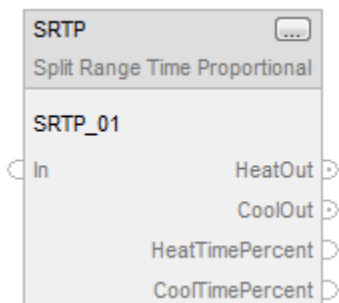 SRTP ...
Split Range Time Proportional
SRTP_01
In HeatOut
CoolOut
HeatTimePercent
CoolTimePercent